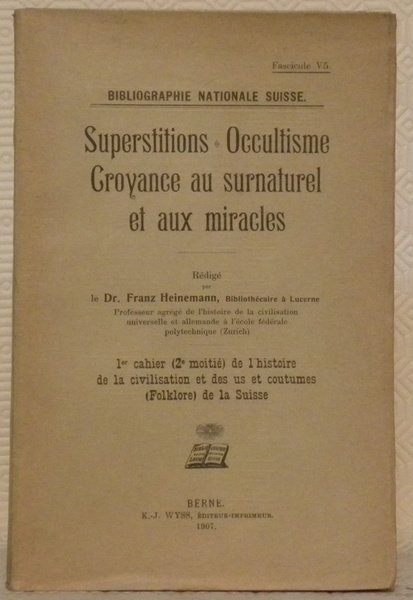 Fascicule V5.
BIBLIOGRAPHIE NATIONALE SUISSE.
Superstitions * Occultisme
Croyance au surnaturel
et aux miracles
Rédigé
par
le Dr. Franz Heinemann, Bibliothécaire à Lucerne
Professeur agrégé de l'histoire de la civilisation
universelle et allemande à l'école fédérale
polytechnique (Zurich)
1er cahier (2e moitié) de l'histoire
de la civilisation et des us et coutumes
(Folklore) de la Suisse
BERNE.
K.-J. WYSS, ÉDITEUR-IMPRIMEUR.
1907.